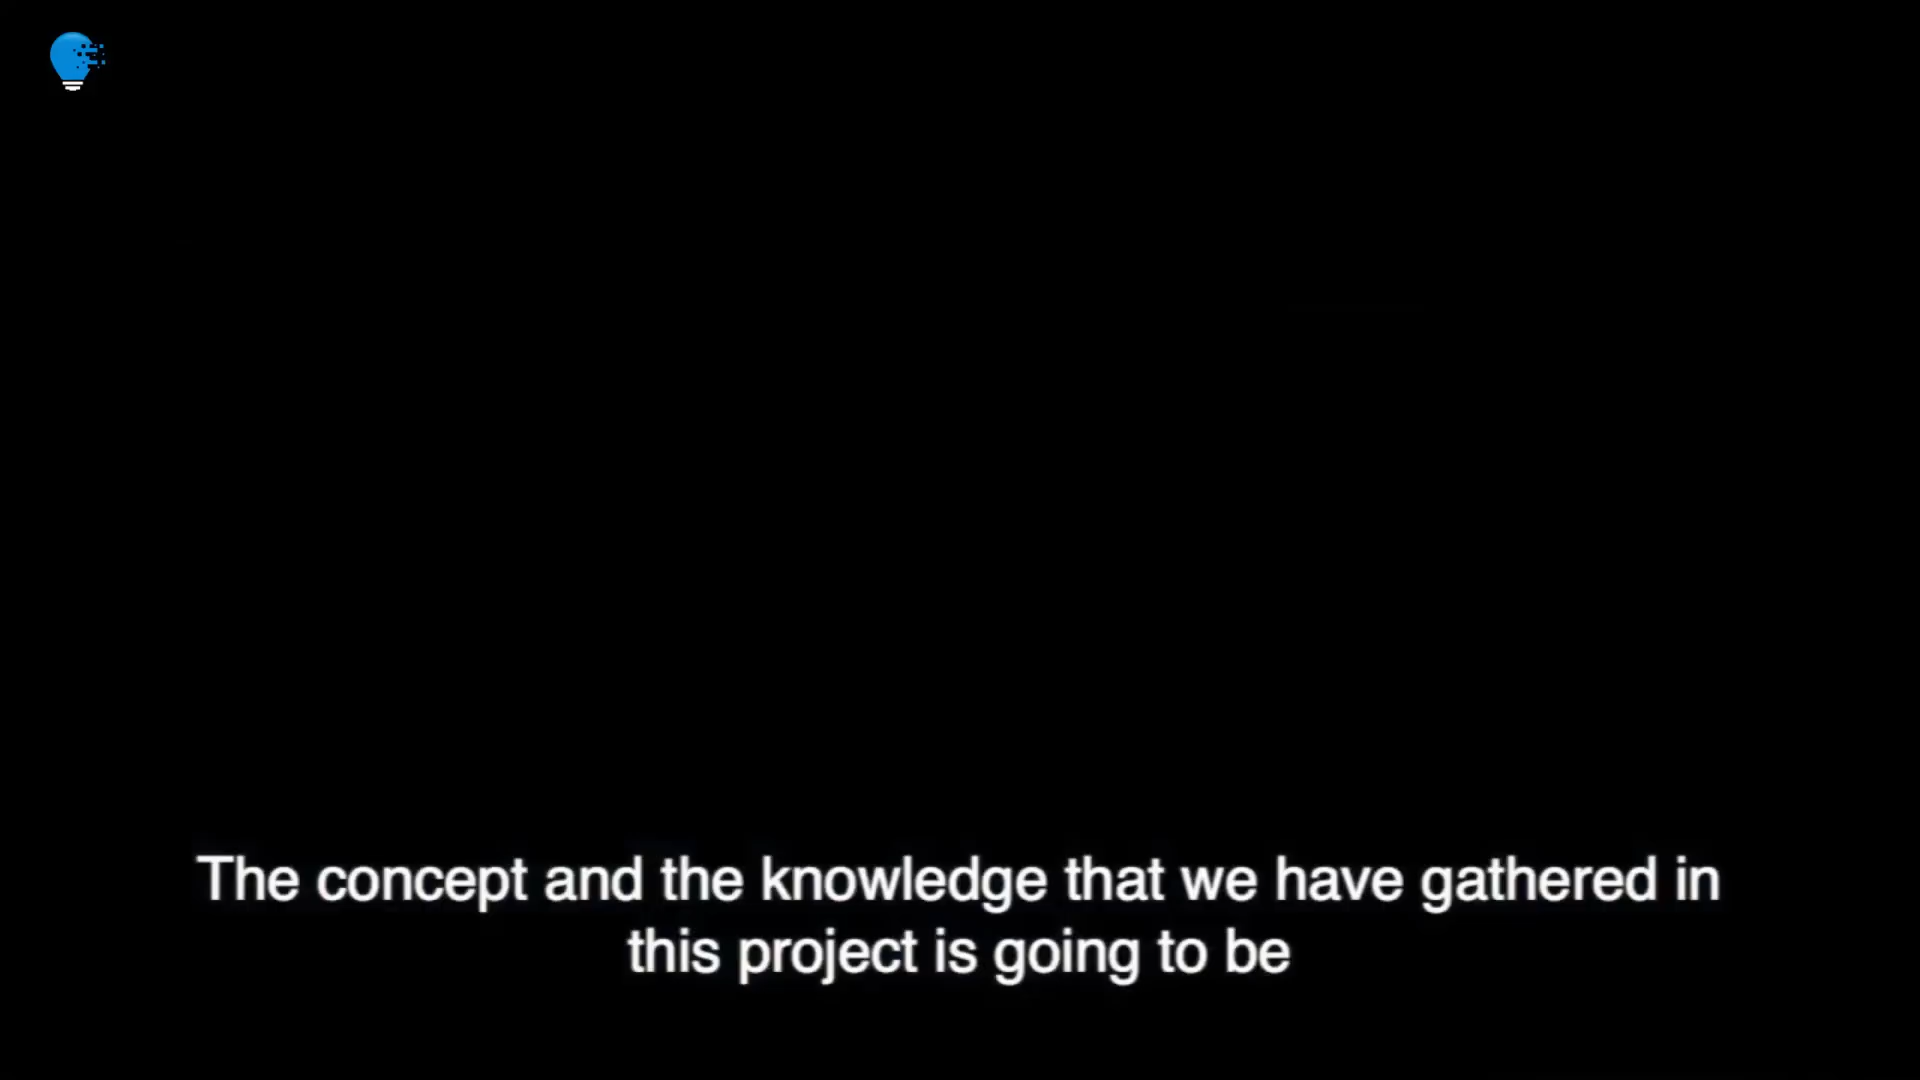 The concept and the knowledge that we have gathered in
this project is going to be